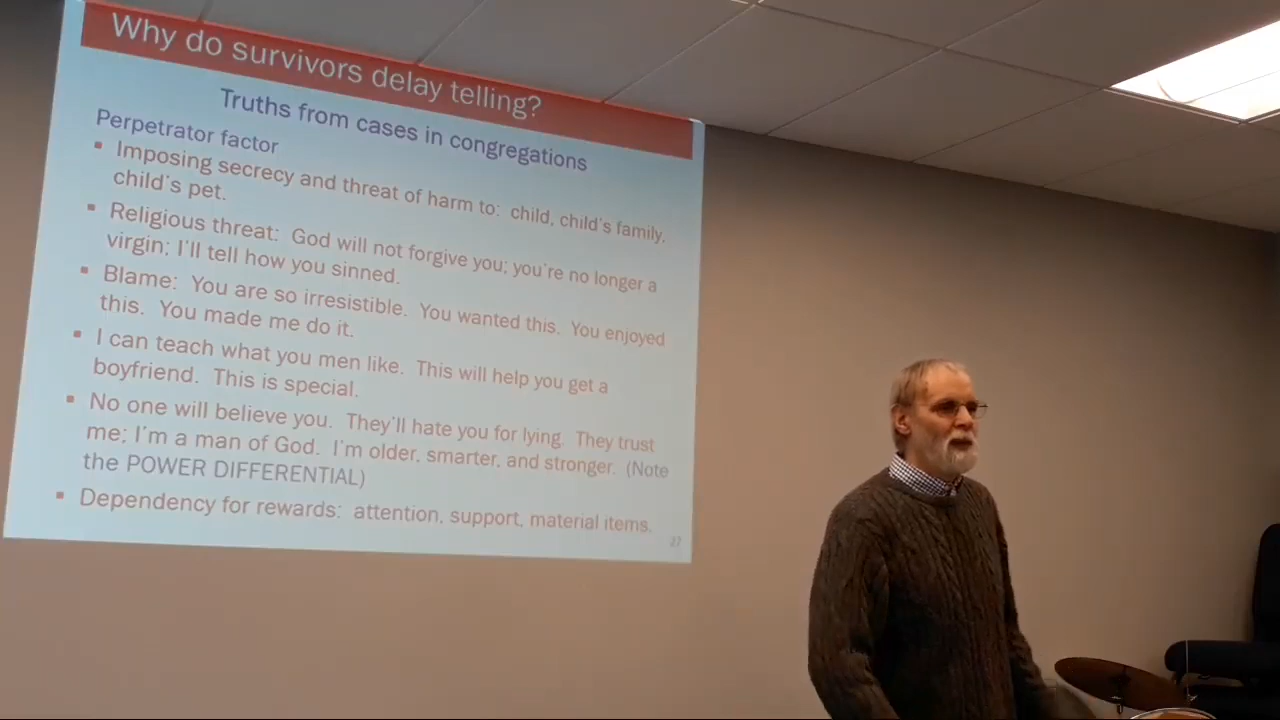 Why do survivors delay telling?
Truths from cases in congregations
Perpetrator factor
▪ Imposing secrecy and threat of harm to: child, child's family,
child's pet.
▪ Religious threat: God will not forgive you; you're no longer a
virgin; I'll tell how you sinned.
▪ Blame: You are so irresistible. You wanted this. You enjoyed
this. You made me do it.
▪ I can teach what you men like. This will help you get a
boyfriend. This is special.
▪ No one will believe you. They'll hate you for lying. They trust
me; I'm a man of God. I'm older, smarter, and stronger. (Note
the POWER DIFFERENTIAL)
▪ Dependency for rewards: attention, support, material items.
27